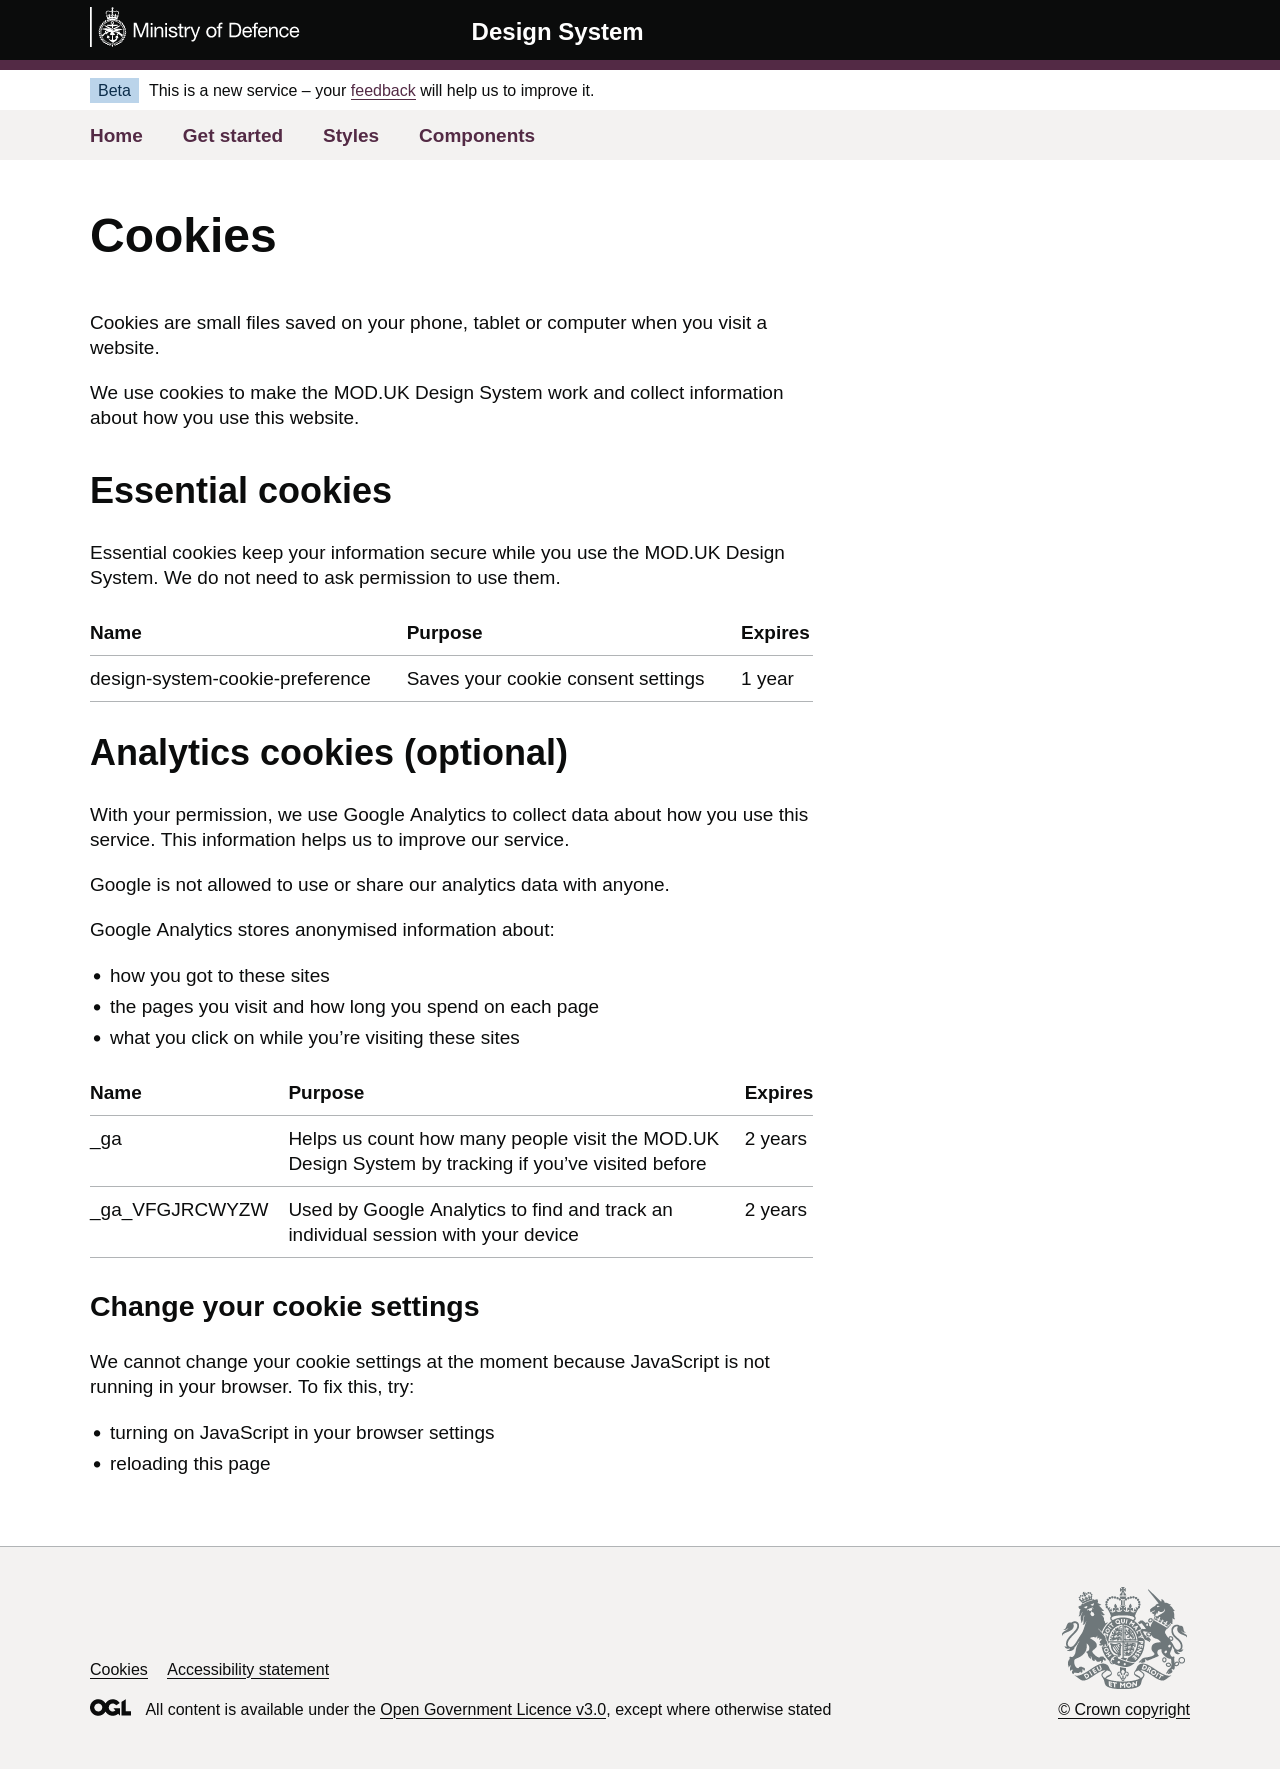 Ministry of Defence
Design System
Beta This is a new service – your feedback will help us to improve it.
Home Get started Styles Components
Cookies
Cookies are small files saved on your phone, tablet or computer when you visit a
website.
We use cookies to make the MOD.UK Design System work and collect information
about how you use this website.
Essential cookies
Essential cookies keep your information secure while you use the MOD.UK Design
System. We do not need to ask permission to use them.
Name Purpose Expires
design-system-cookie-preference Saves your cookie consent settings 1 year
Analytics cookies (optional)
With your permission, we use Google Analytics to collect data about how you use this
service. This information helps us to improve our service.
Google is not allowed to use or share our analytics data with anyone.
Google Analytics stores anonymised information about:
• how you got to these sites
• the pages you visit and how long you spend on each page
• what you click on while you’re visiting these sites
Name Purpose Expires
_ga Helps us count how many people visit the MOD.UK 2 years
Design System by tracking if you’ve visited before
_ga_VFGJRCWYZW Used by Google Analytics to find and track an 2 years
individual session with your device
Change your cookie settings
We cannot change your cookie settings at the moment because JavaScript is not
running in your browser. To fix this, try:
• turning on JavaScript in your browser settings
• reloading this page
DIEU ET MON DROIT
Cookies Accessibility statement
OGL All content is available under the Open Government Licence v3.0, except where otherwise stated
© Crown copyright